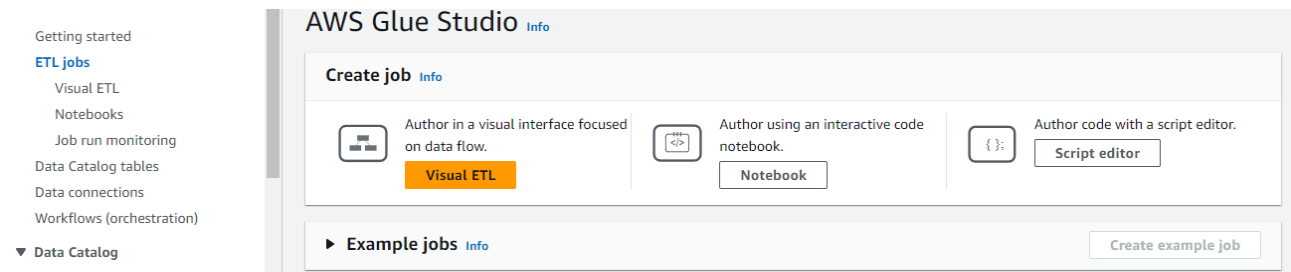 Getting started
ETL jobs
Visual ETL
Notebooks
Job run monitoring
Data Catalog tables
Data connections
Workflows (orchestration)
Data Catalog
AWS Glue Studio Info
Create job Info
Author in a visual interface focused
on data flow.
Visual ETL
Author using an interactive code
notebook.
Notebook
{ };
Author code with a script editor.
Script editor
Example jobs Info
Create example job